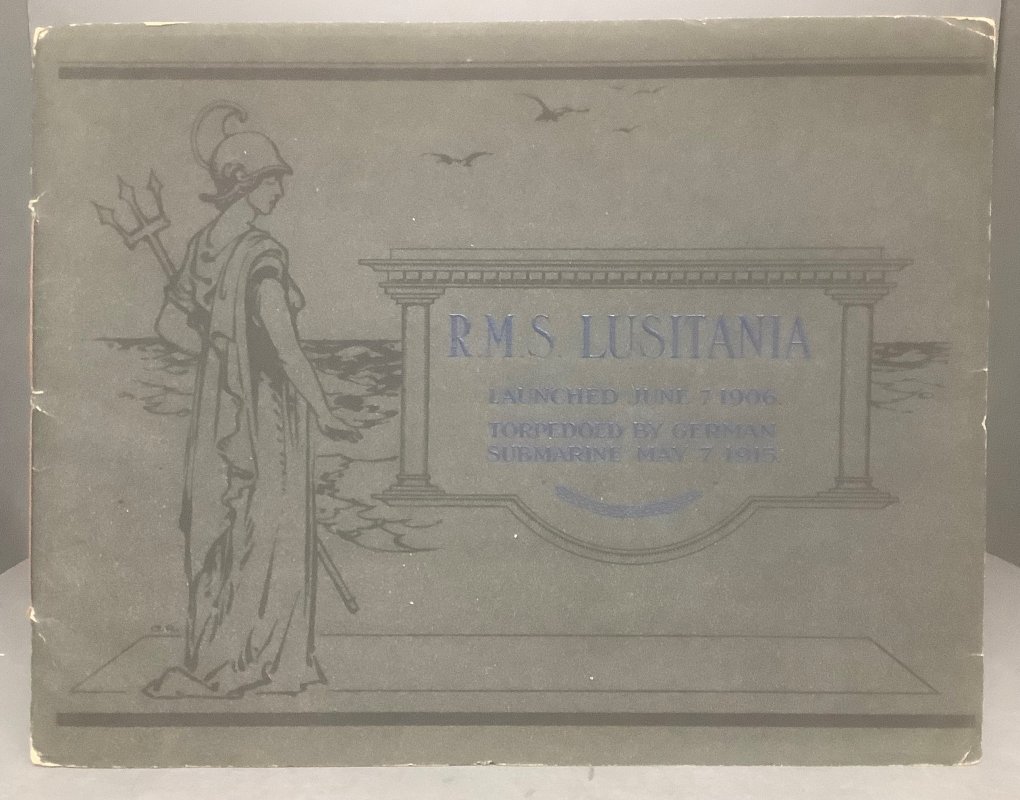 R.M.S. LUSITANIA
LAUNCHED JUNE 7 1906
TORPEDOED BY GERMAN
SUBMARINE MAY 7 1915